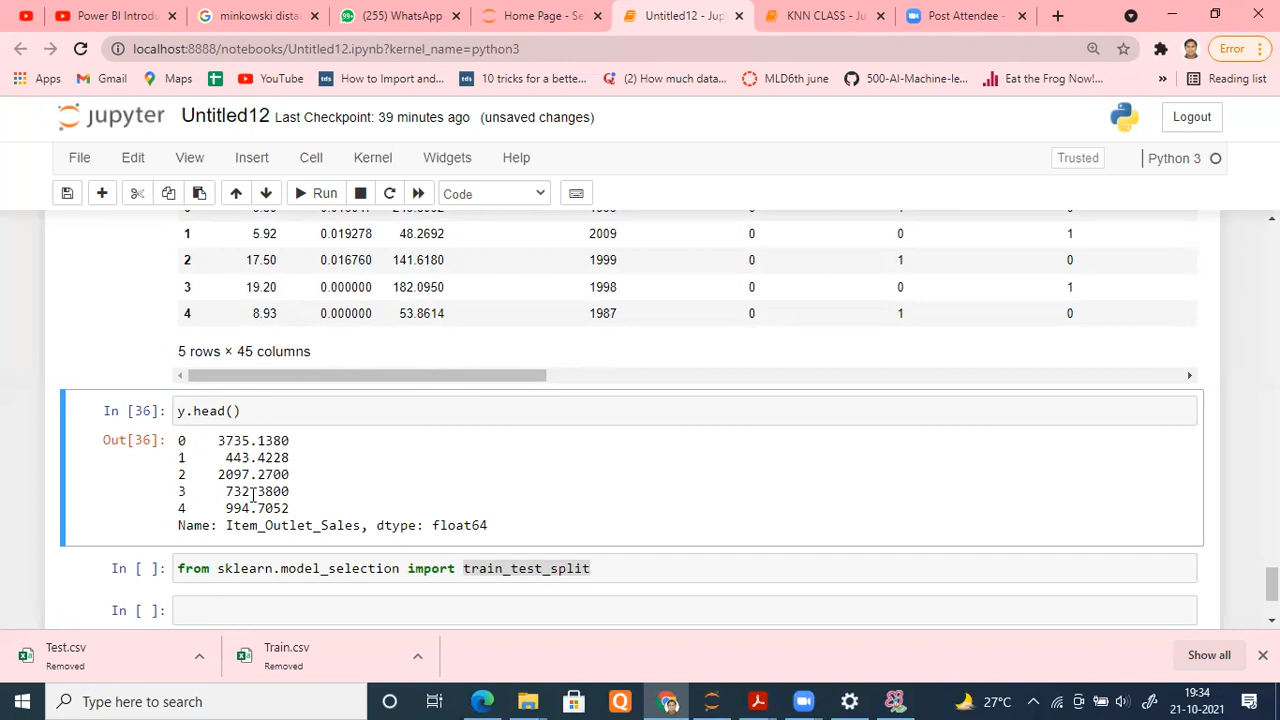 Power BI Introdu
minkowski dista
(255) WhatsApp
Home Page - Se
Untitled12 - Jup
KNN CLASS - Ju
Post Attendee -
localhost:8888/notebooks/Untitled12.ipynb?kernel_name=python3
Error
Apps
Gmail
Maps
YouTube
How to Import and...
10 tricks for a bette...
(2) How much data...
MLD6th june
500-AI-Machine-le...
Eat the Frog Now!...
Reading list
jupyter Untitled12 Last Checkpoint: 39 minutes ago (unsaved changes)
Logout
File Edit View Insert Cell Kernel Widgets Help
Trusted
Python 3
Run
Code
1 5.92 0.019278 48.2692 2009 0 0 1
2 17.50 0.016760 141.6180 1999 0 1 0
3 19.20 0.000000 182.0950 1998 0 0 1
4 8.93 0.000000 53.8614 1987 0 1 0
5 rows × 45 columns
In [36]: y.head()
Out[36]: 0 3735.1380
1 443.4228
2 2097.2700
3 732.3800
4 994.7052
Name: Item_Outlet_Sales, dtype: float64
In [ ]: from sklearn.model_selection import train_test_split
In [ ]:
Test.csv
Removed
Train.csv
Removed
Show all
Type here to search
27°C
19:34
21-10-2021